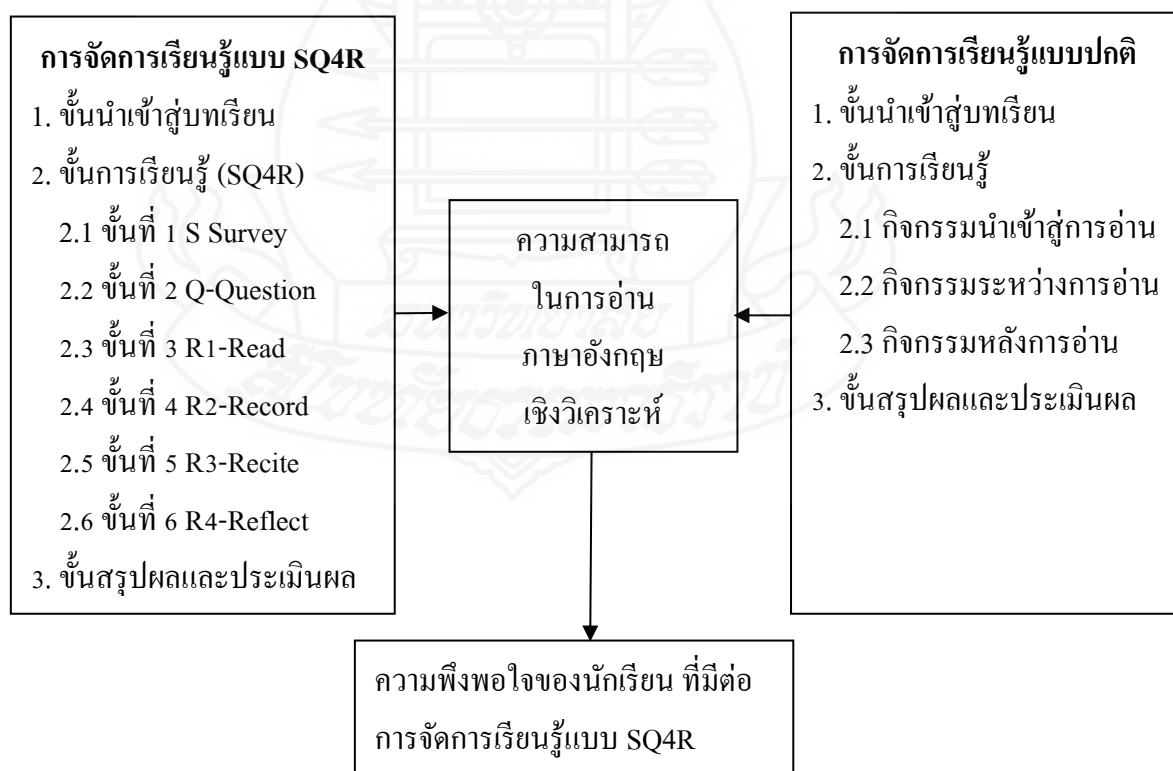 การจัดการเรียนรู้แบบ SQ4R
1. ขั้นนำเข้าสู่บทเรียน
2. ขั้นการเรียนรู้ (SQ4R)
2.1 ขั้นที่ 1 S Survey
2.2 ขั้นที่ 2 Q-Question
2.3 ขั้นที่ 3 R1-Read
2.4 ขั้นที่ 4 R2-Record
2.5 ขั้นที่ 5 R3-Recite
2.6 ขั้นที่ 6 R4-Reflect
3. ขั้นสรุปผลและประเมินผล
ความสามารถ
ในการอ่าน
ภาษาอังกฤษ
เชิงวิเคราะห์
การจัดการเรียนรู้แบบปกติ
1. ขั้นนำเข้าสู่บทเรียน
2. ขั้นการเรียนรู้
2.1 กิจกรรมนำเข้าสู่การอ่าน
2.2 กิจกรรมระหว่างการอ่าน
2.3 กิจกรรมหลังการอ่าน
3. ขั้นสรุปผลและประเมินผล
ความพึงพอใจของนักเรียน ที่มีต่อ
การจัดการเรียนรู้แบบ SQ4R